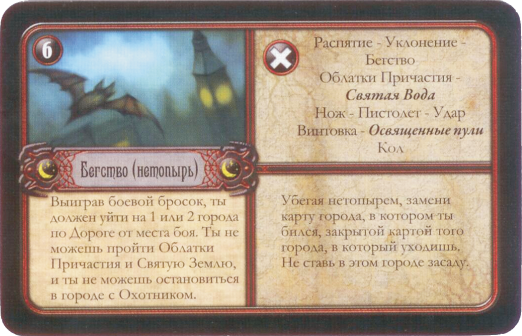 6
Бегство (нетопырь)
Выиграв боевой бросок, ты
должен уйти на 1 или 2 города
по Дороге от места боя. Ты не
можешь пройти Облатки
Причастия и Святую Землю,
и ты не можешь остановиться
в городе с Охотником.
Распятие - Уклонение -
Бегство
Облатки Причастия -
Святая Вода
Нож - Пистолет - Удар
Винтовка - Освященные пули
Кол
Убегая нетопырем, замени
карту города, в котором ты
бился, закрытой картой того
города, в который уходишь.
Не ставь в этом городе засаду.